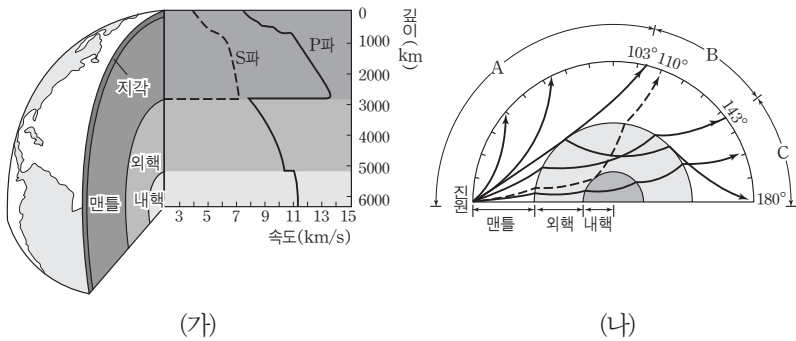 0
1000
2000
3000
4000
5000
6000
깊이(km)
S파
P파
지각
외핵
맨틀
내핵
3 5 7 9 11 13 15
속도(km/s)
(가)
A
B
C
103° 110°
143°
180°
진원
맨틀 외핵 내핵
(나)